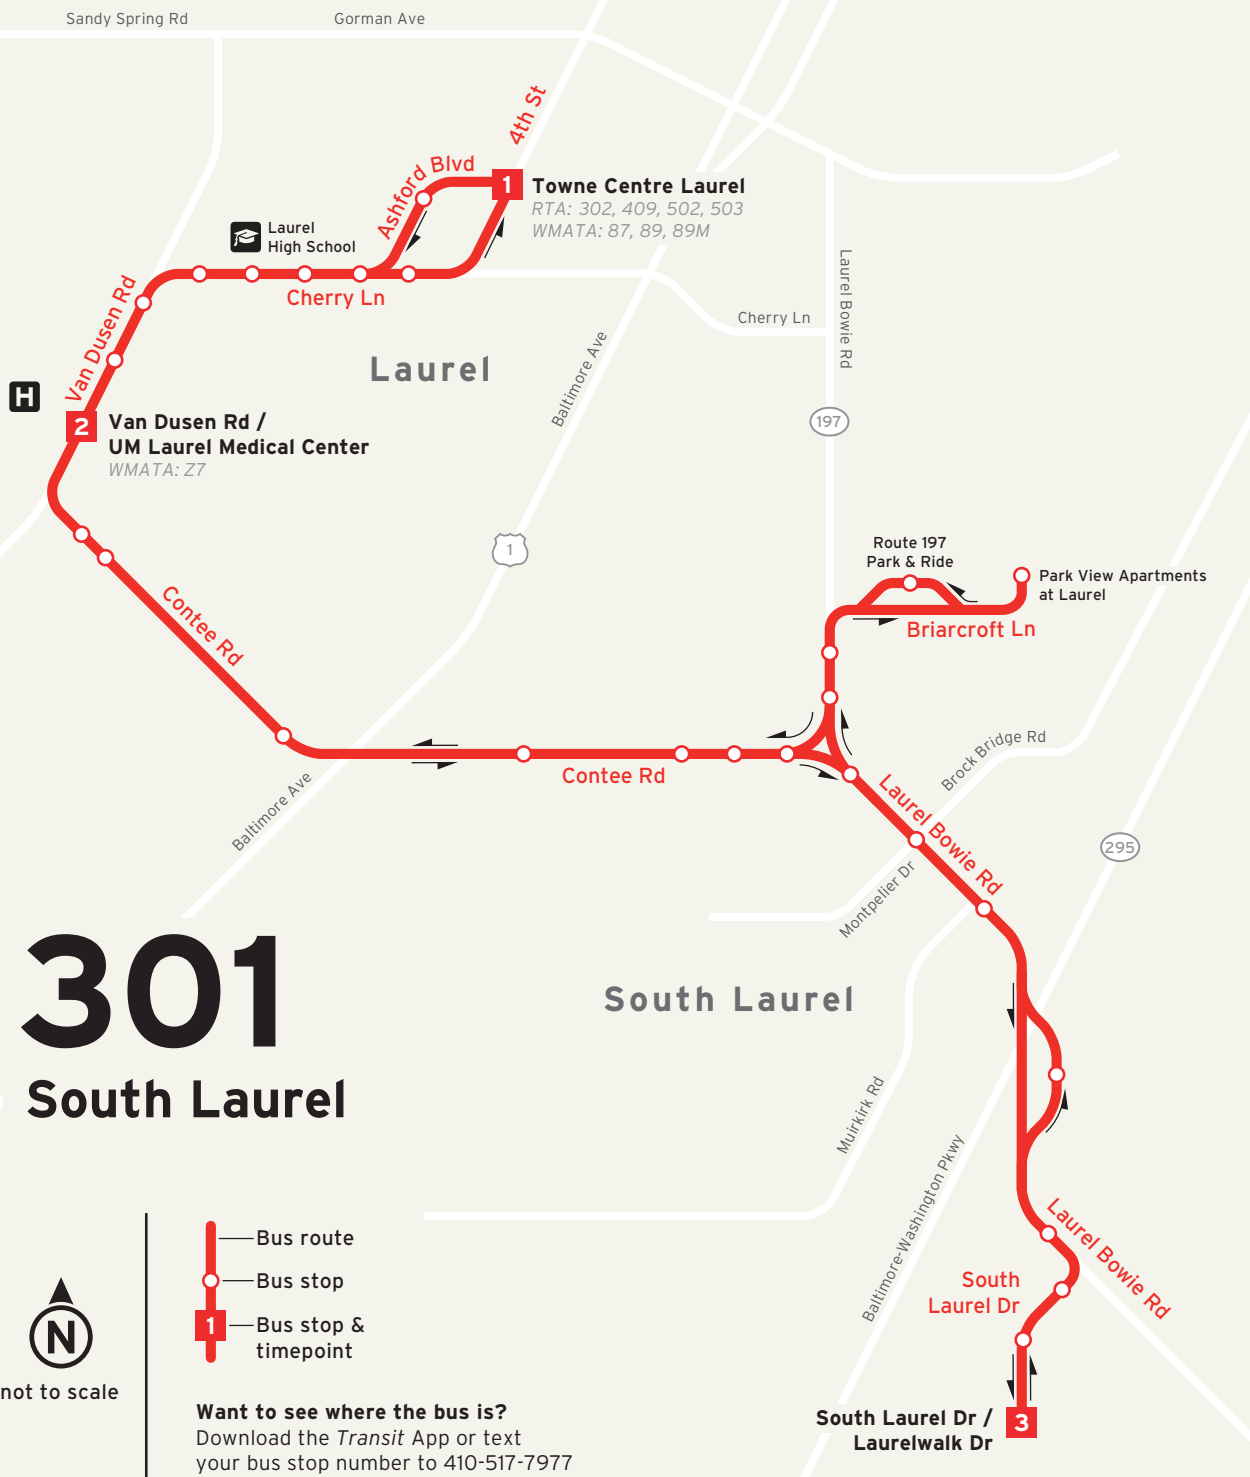 Sandy Spring Rd
Gorman Ave
4th St
Ashford Blvd
1
Towne Centre Laurel
RTA: 302, 409, 502, 503
WMATA: 87, 89, 89M
Laurel
High School
Cherry Ln
Van Dusen Rd
Laurel Bowie Rd
Cherry Ln
Baltimore Ave
Laurel
H
2
Van Dusen Rd /
UM Laurel Medical Center
WMATA: Z7
197
1
Route 197
Park & Ride
Park View Apartments
at Laurel
Briarcroft Ln
Contee Rd
Contee Rd
Baltimore Ave
Brock Bridge Rd
Laurel Bowie Rd
295
Montpelier Dr
301
South Laurel
South Laurel
Muirkirk Rd
Baltimore-Washington Pkwy
Laurel Bowie Rd
South
Laurel Dr
South Laurel Dr /
Laurelwalk Dr
3
N
not to scale
Bus route
Bus stop
1
Bus stop &
timepoint
Want to see where the bus is?
Download the Transit App or text
your bus stop number to 410-517-7977